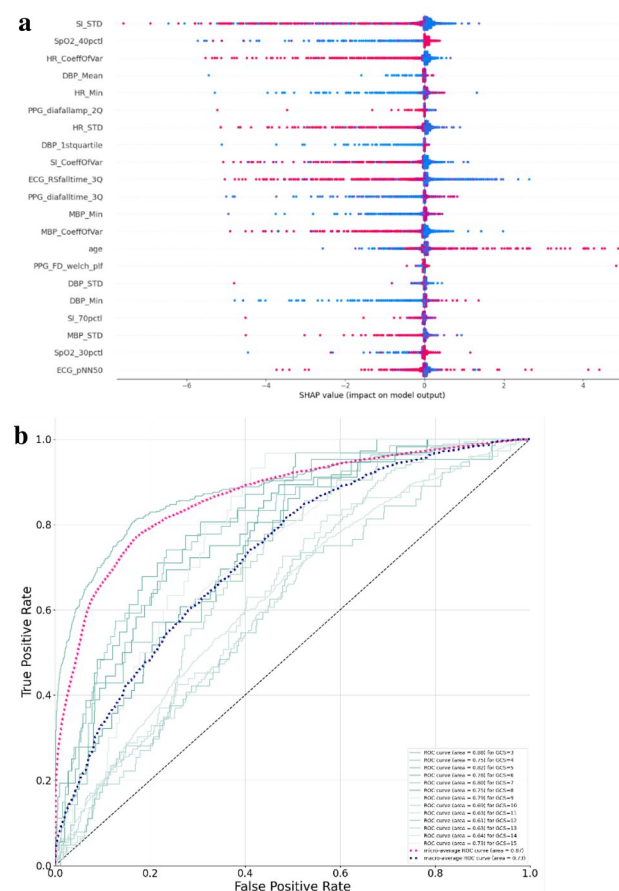 a
SI_STD
SpO2_40pctl
HR_CoeffOfVar
DBP_Mean
HR_Min
PPG_diafallamp_2Q
HR_STD
DBP_1stquartile
SI_CoeffOfVar
ECG_RSfalltime_3Q
PPG_diafalltime_3Q
MBP_Min
MBP_CoeffOfVar
age
PPG_FD_welch_plf
DBP_STD
DBP_Min
SI_70pctl
MBP_STD
SpO2_30pctl
ECG_pNN50
−6 −4 −2 0 2 4
SHAP value (impact on model output)
b
1.0
0.8
0.6
0.4
0.2
0.0
True Positive Rate
ROC curve (area = 0.88) for GCS=3
ROC curve (area = 0.75) for GCS=4
ROC curve (area = 0.82) for GCS=5
ROC curve (area = 0.78) for GCS=6
ROC curve (area = 0.80) for GCS=7
ROC curve (area = 0.75) for GCS=8
ROC curve (area = 0.79) for GCS=9
ROC curve (area = 0.69) for GCS=10
ROC curve (area = 0.63) for GCS=11
ROC curve (area = 0.61) for GCS=12
ROC curve (area = 0.63) for GCS=13
ROC curve (area = 0.64) for GCS=14
ROC curve (area = 0.73) for GCS=15
micro-average ROC curve (area = 0.87)
macro-average ROC curve (area = 0.73)
0.0 0.2 0.4 0.6 0.8 1.0
False Positive Rate